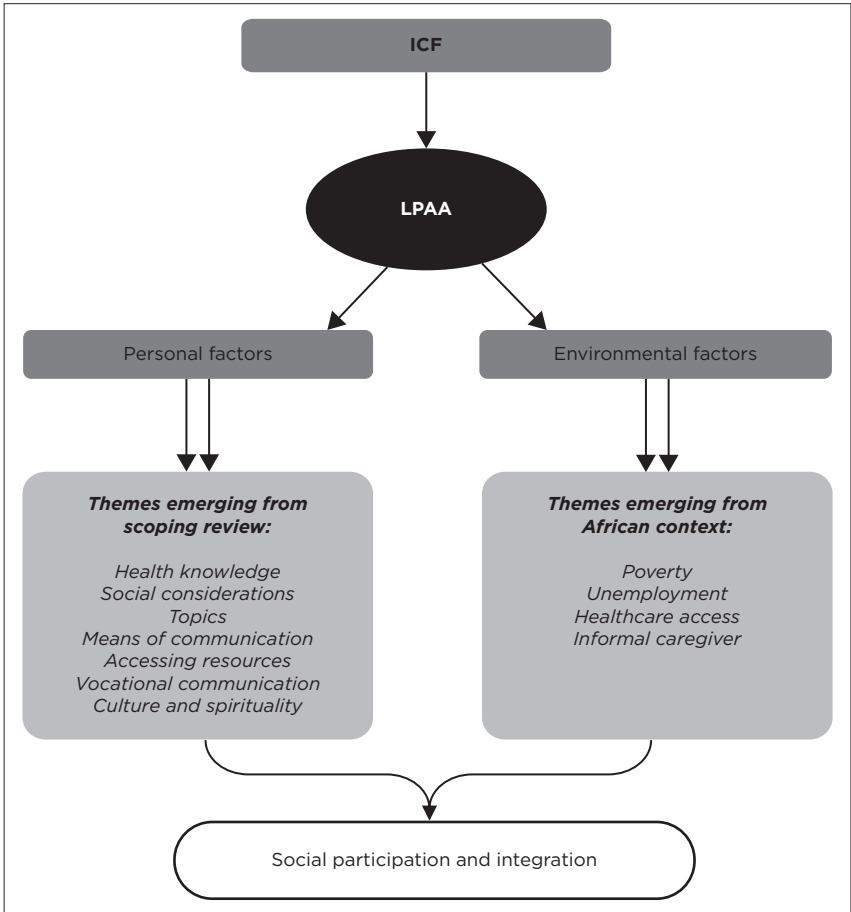 ICF
LPAA
Personal factors
Environmental factors
Themes emerging from
scoping review:
Health knowledge
Social considerations
Topics
Means of communication
Accessing resources
Vocational communication
Culture and spirituality
Themes emerging from
African context:
Poverty
Unemployment
Healthcare access
Informal caregiver
Social participation and integration